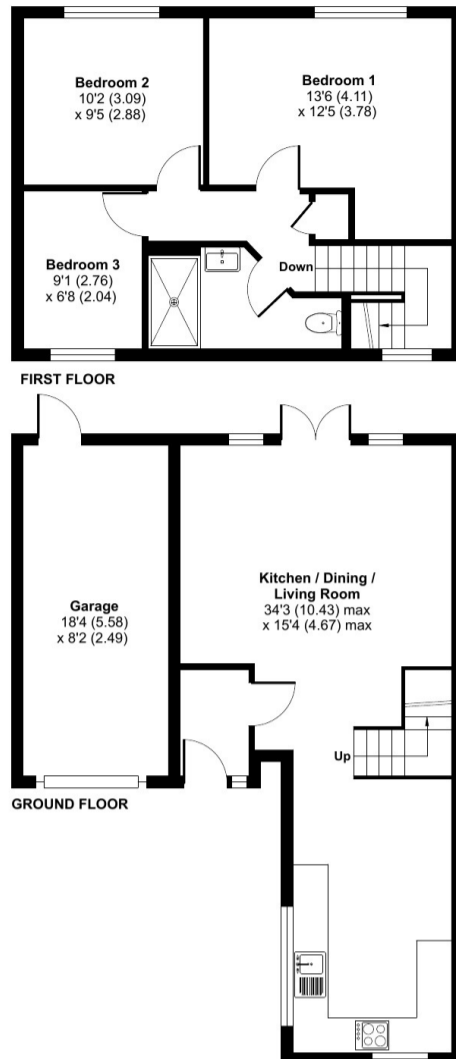 Bedroom 2
10'2 (3.09)
x 9'5 (2.88)
Bedroom 1
13'6 (4.11)
x 12'5 (3.78)
Bedroom 3
9'1 (2.76)
x 6'8 (2.04)
Down
FIRST FLOOR
Kitchen / Dining /
Living Room
34'3 (10.43) max
x 15'4 (4.67) max
Garage
18'4 (5.58)
x 8'2 (2.49)
Up
GROUND FLOOR